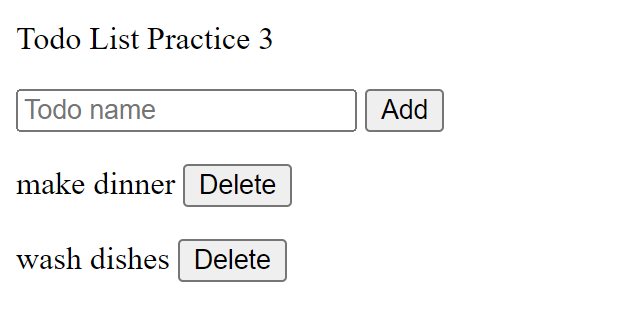 Todo List Practice 3
Todo name Add
make dinner Delete
wash dishes Delete